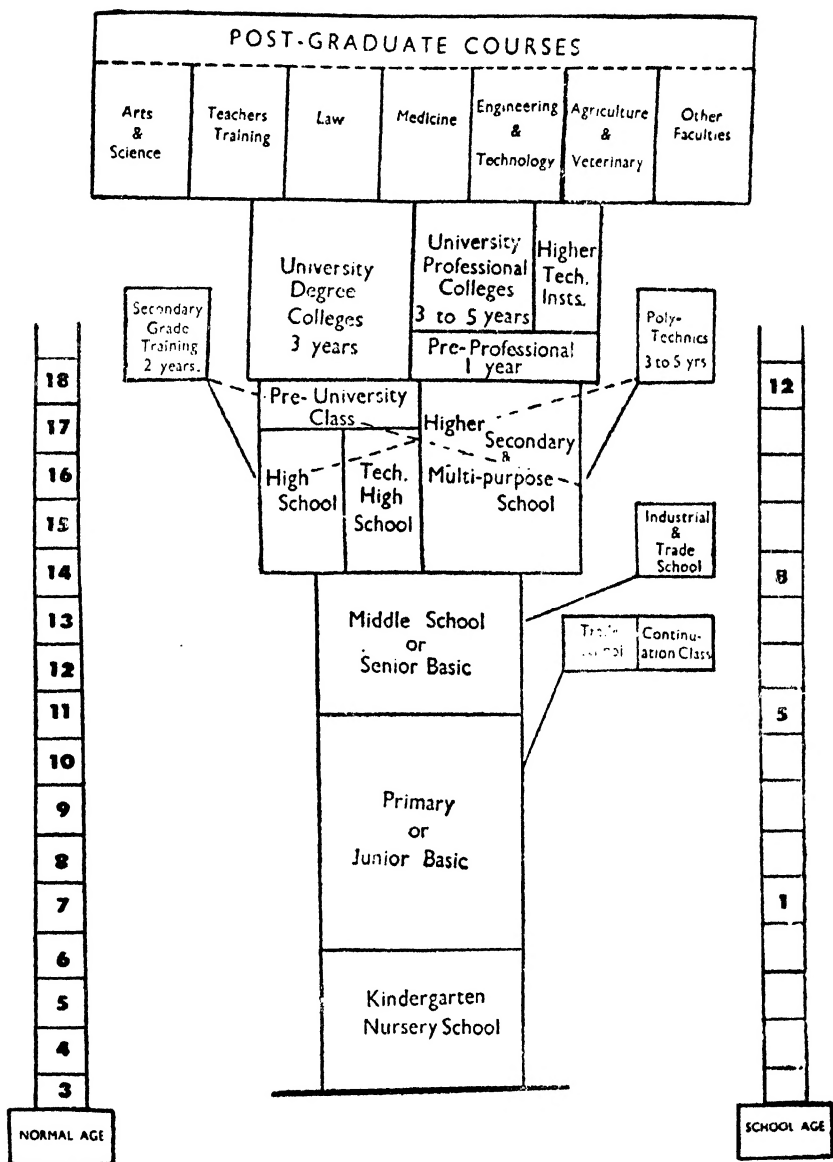 POST-GRADUATE COURSES
Arts
&
Science
Teachers
Training
Law
Medicine
Engineering
&
Technology
Agriculture
&
Veterinary
Other
Faculties
University
Degree
Colleges
3 years
University
Professional
Colleges
3 to 5 years
Higher
Tech.
Insts.
Pre-Professional
1 year
Secondary
Grade
Training
2 years.
Poly-
Technics
3 to 5 yrs
Pre-University
Class
High
School
Tech.
High
School
Higher
Secondary
&
Multi-purpose
School
Industrial
&
Trade
School
Middle School
or
Senior Basic
Continu-
ation Class
Primary
or
Junior Basic
Kindergarten
Nursery School
18
17
16
15
14
13
12
11
10
9
8
7
6
5
4
3
NORMAL AGE
12
8
5
1
SCHOOL AGE